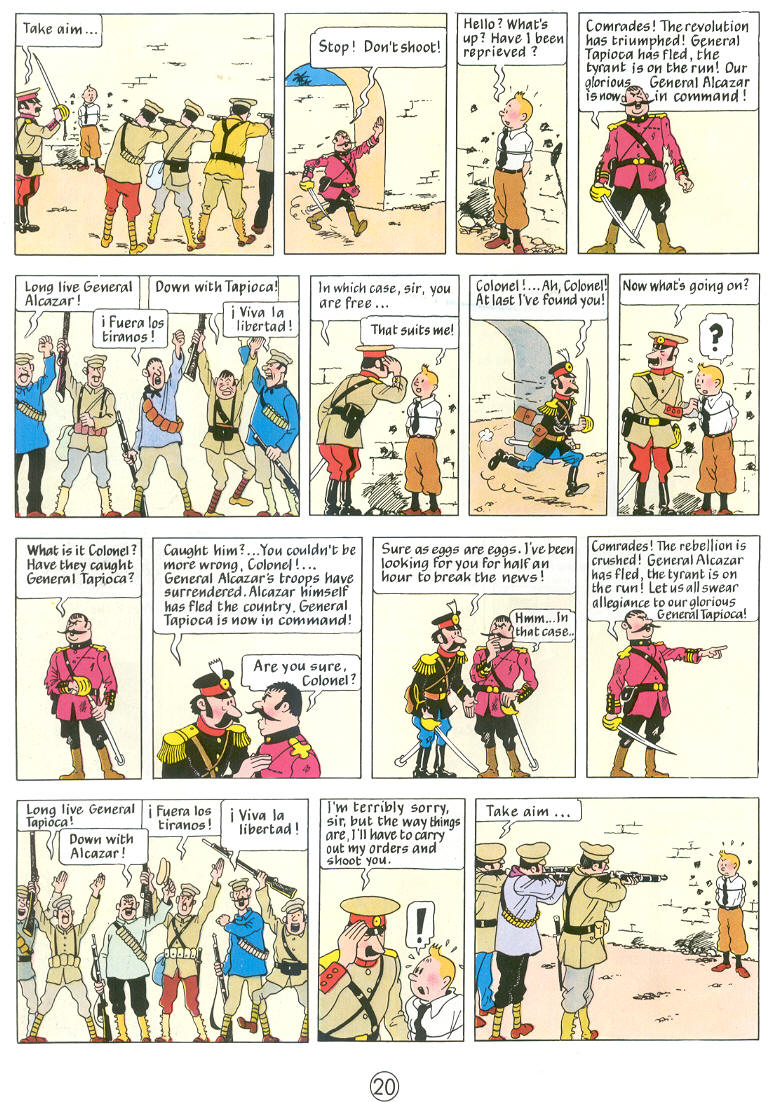 Take aim...
Stop! Don't shoot!
Hello? What's
up? Have I been
reprieved?
Comrades! The revolution
has triumphed! General
Tapioca has fled, the
tyrant is on the run! Our
glorious General Alcazar
is now in command!
Long live General
Alcazar!
¡Fuera los
tiranos!
Down with Tapioca!
¡Viva la
libertad!
In which case, sir, you
are free...
That suits me!
Colonel!...Ah, Colonel!
At last I've found you!
Now what's going on?
?
What is it Colonel?
Have they caught
General Tapioca?
Caught him?...You couldn't be
more wrong, Colonel!...
General Alcazar's troops have
surrendered. Alcazar himself
has fled the country. General
Tapioca is now in command!
Are you sure,
Colonel?
Sure as eggs are eggs. I've been
looking for you for half an
hour to break the news!
Hmm...In
that case..
Comrades! The rebellion is
crushed! General Alcazar
has fled, the tyrant is on
the run! Let us all swear
allegiance to our glorious
General Tapioca!
Long live General
Tapioca!
Down with
Alcazar!
¡Fuera los
tiranos!
¡Viva la
libertad!
I'm terribly sorry,
sir, but the way things
are, I'll have to carry
out my orders and
shoot you.
!
Take aim...
20